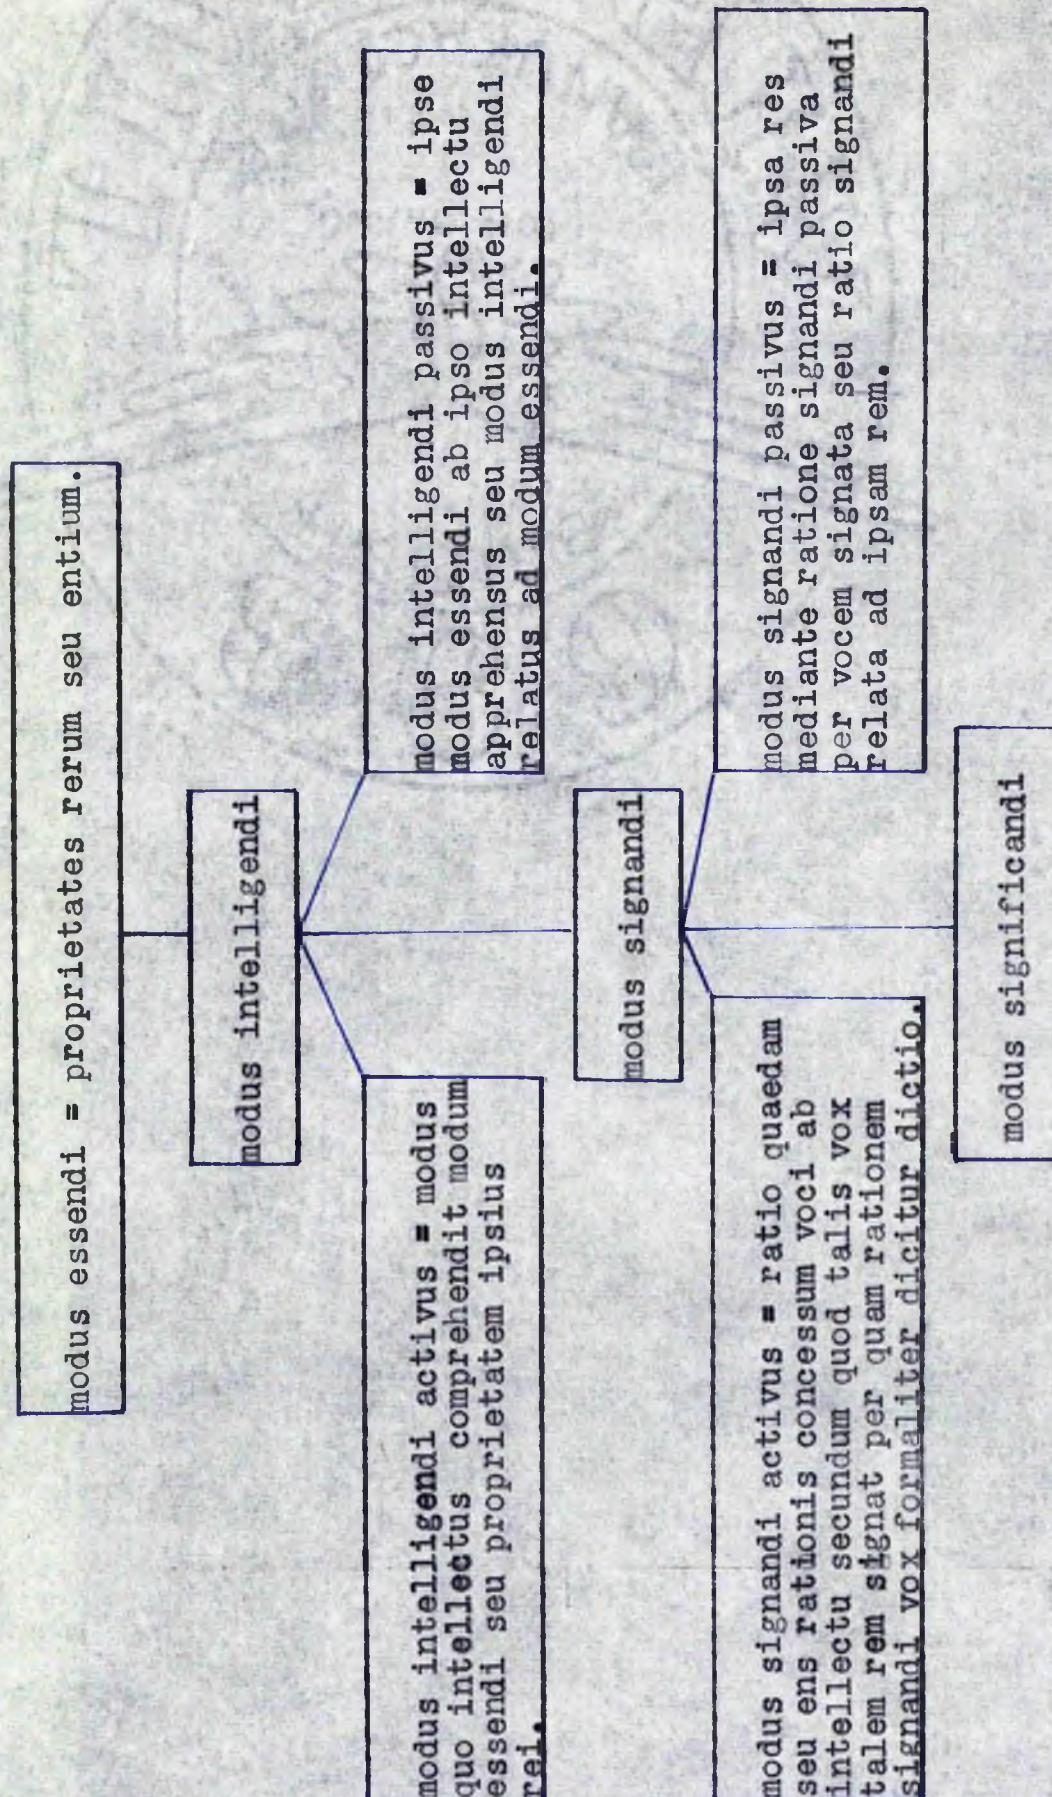 modus essendi = proprietates rerum seu entium.
modus intelligendi
modus intelligendi activus = modus
quo intellectus comprehendit modum
essendi seu proprietatem ipsius
rei.
modus intelligendi passivus = ipse
modus essendi ab ipso intellectu
apprehensus seu modus intelligendi
relatus ad modum essendi.
modus signandi
modus signandi activus = ratio quaedam
seu ens rationis concessum voci ab
intellectu secundum quod talis vox
talem rem signat per quam rationem
signandi vox formaliter dicitur dictio.
modus signandi passivus = ipsa res
mediante ratione signandi passiva
per vocem signata seu ratio signandi
relata ad ipsam rem.
modus significandi